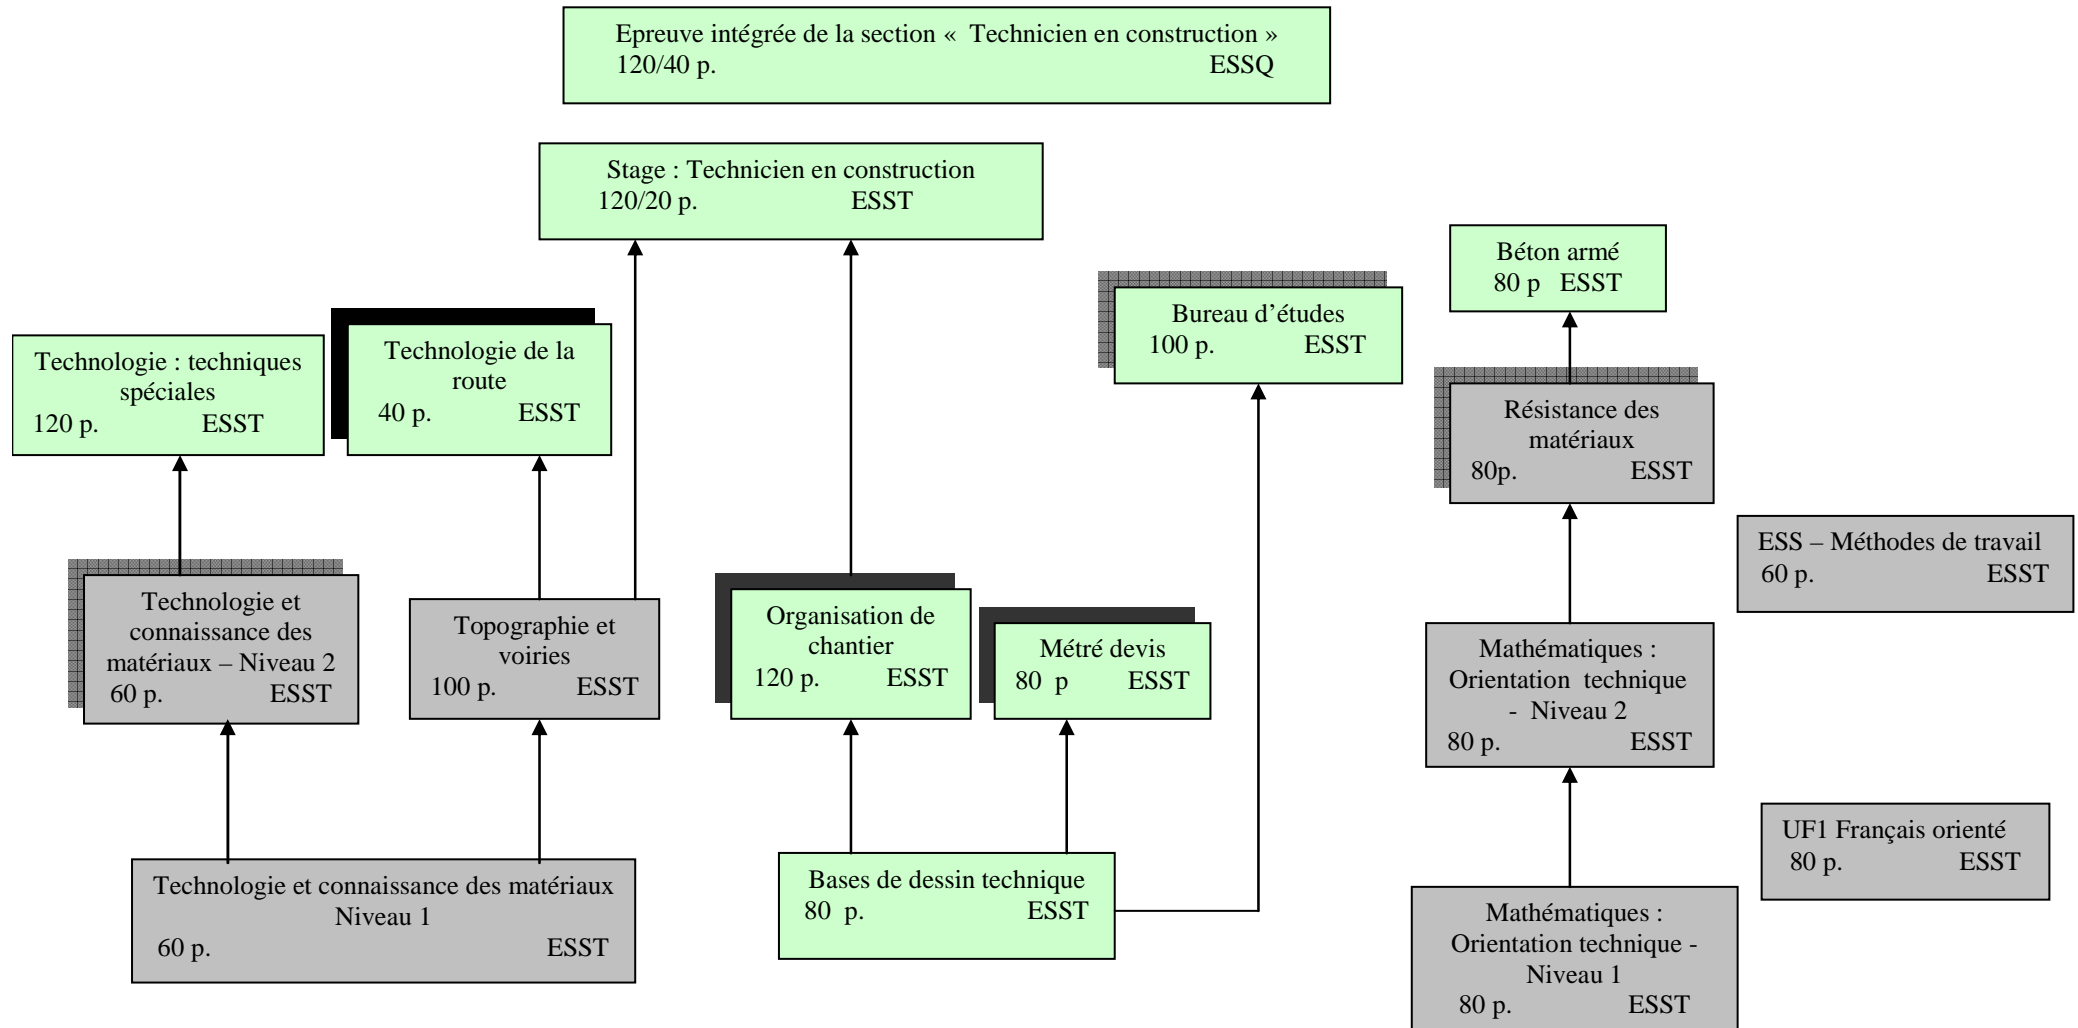 Epreuve intégrée de la section « Technicien en construction »
120/40 p. ESSQ
Stage : Technicien en construction
120/20 p. ESST
Béton armé
80 p ESST
Bureau d’études
100 p. ESST
Technologie : techniques
spéciales
120 p. ESST
Technologie de la
route
40 p. ESST
Résistance des
matériaux
80p. ESST
ESS – Méthodes de travail
60 p. ESST
Technologie et
connaissance des
matériaux – Niveau 2
60 p. ESST
Topographie et
voiries
100 p. ESST
Organisation de
chantier
120 p. ESST
Métré devis
80 p ESST
Mathématiques :
Orientation technique
- Niveau 2
80 p. ESST
UF1 Français orienté
80 p. ESST
Technologie et connaissance des matériaux
Niveau 1
60 p. ESST
Bases de dessin technique
80 p. ESST
Mathématiques :
Orientation technique -
Niveau 1
80 p. ESST